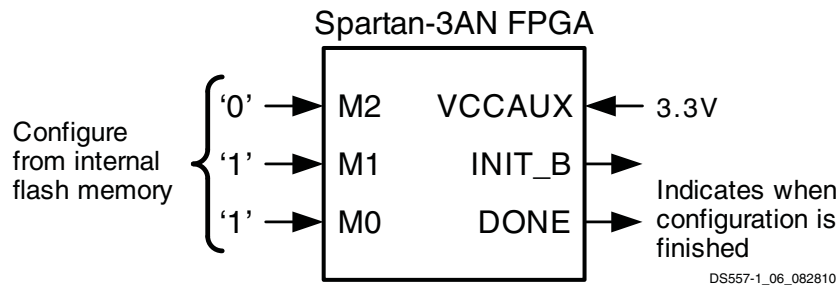 Spartan-3AN FPGA
Configure
from internal
flash memory
‘0’
‘1’
‘1’
M2
M1
M0
VCCAUX
INIT_B
DONE
3.3V
Indicates when
configuration is
finished
DS557-1_06_082810